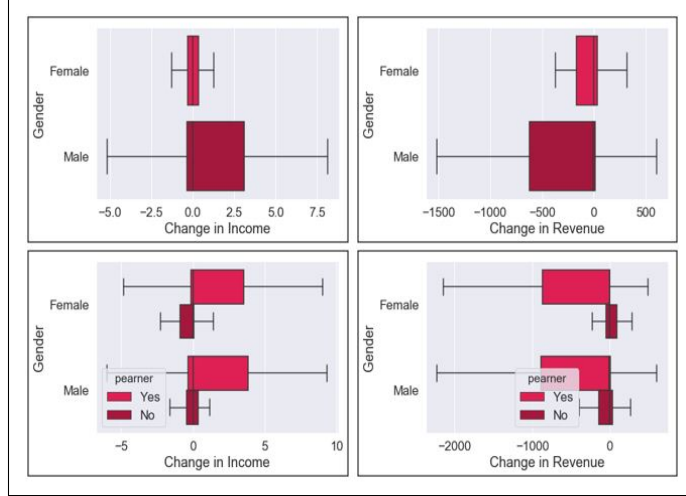 Gender
Female
Male
−5.0 −2.5 0.0 2.5 5.0 7.5
Change in Income
Gender
Female
Male
−1500 −1000 −500 0 500
Change in Revenue
Gender
Female
Male
pearner
Yes
No
−5 0 5 10
Change in Income
Gender
Female
Male
pearner
Yes
No
−2000 −1000 0
Change in Revenue